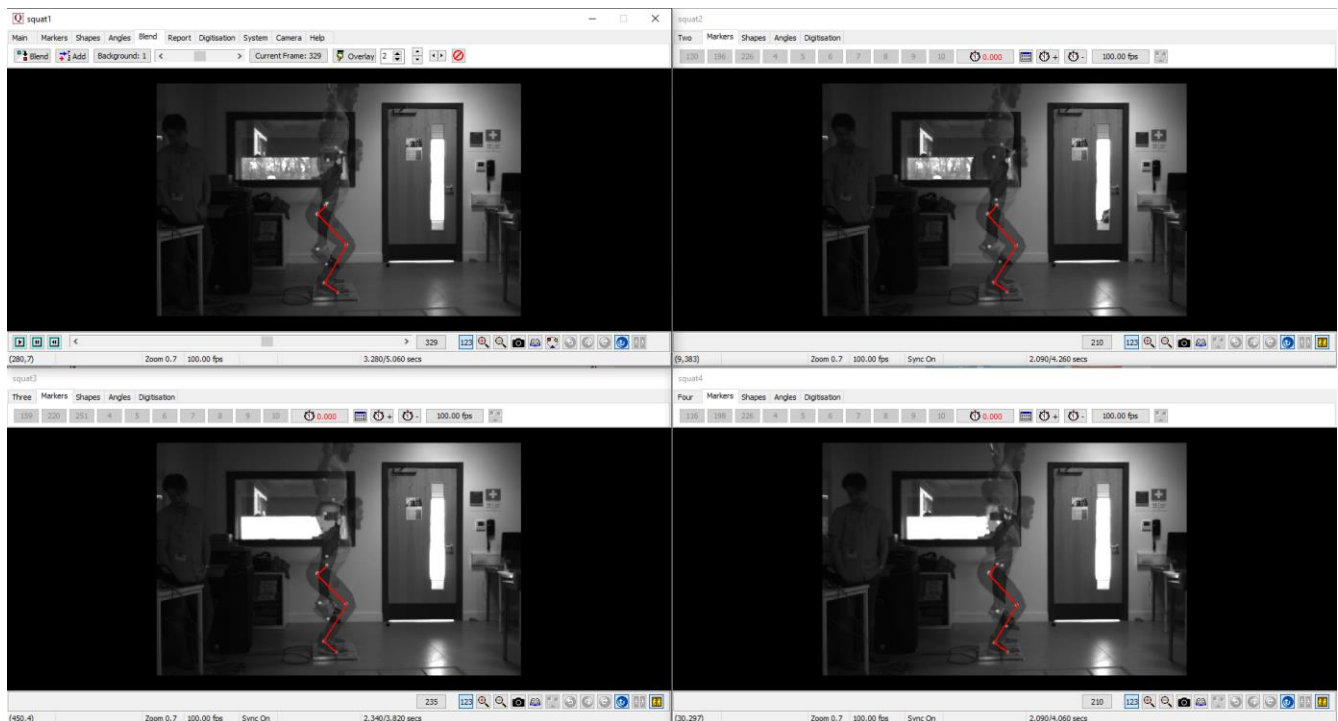 squat1
Main Markers Shapes Angles Blend Report Digitisation System Camera Help
Blend Add Background: 1 < > Current Frame: 329 Overlay 2
< > 329 123
(280,7) Zoom 0.7 100.00 fps 3.280/5.060 secs
squat2
Two Markers Shapes Angles Digitisation
130 198 226 4 5 6 7 8 9 10 0.000 + - 100.00 fps
210 123
(9,383) Zoom 0.7 100.00 fps Sync On 2.090/4.260 secs
squat3
Three Markers Shapes Angles Digitisation
159 220 251 4 5 6 7 8 9 10 0.000 + - 100.00 fps
235 123
(450,4) Zoom 0.7 100.00 fps Sync On 2.340/3.820 secs
squat4
Four Markers Shapes Angles Digitisation
116 198 226 4 5 6 7 8 9 10 0.000 + - 100.00 fps
210 123
(30,297) Zoom 0.7 100.00 fps Sync On 2.090/4.060 secs